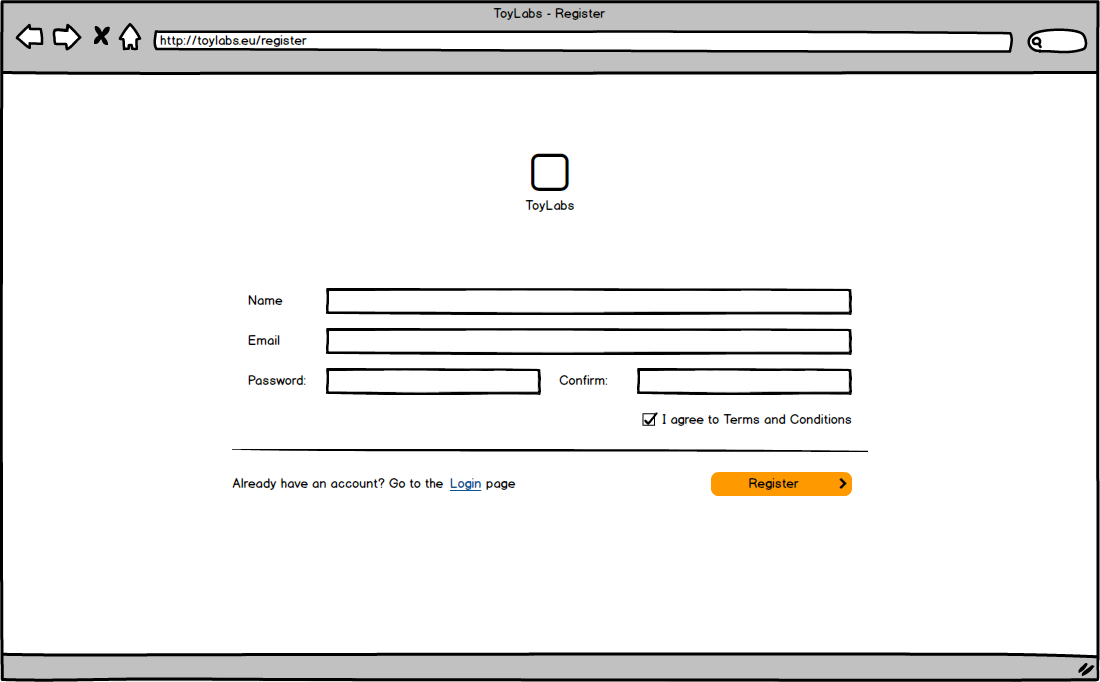 ToyLabs - Register
http://toylabs.eu/register
ToyLabs
Name
Email
Password: Confirm:
I agree to Terms and Conditions
Already have an account? Go to the Login page
Register